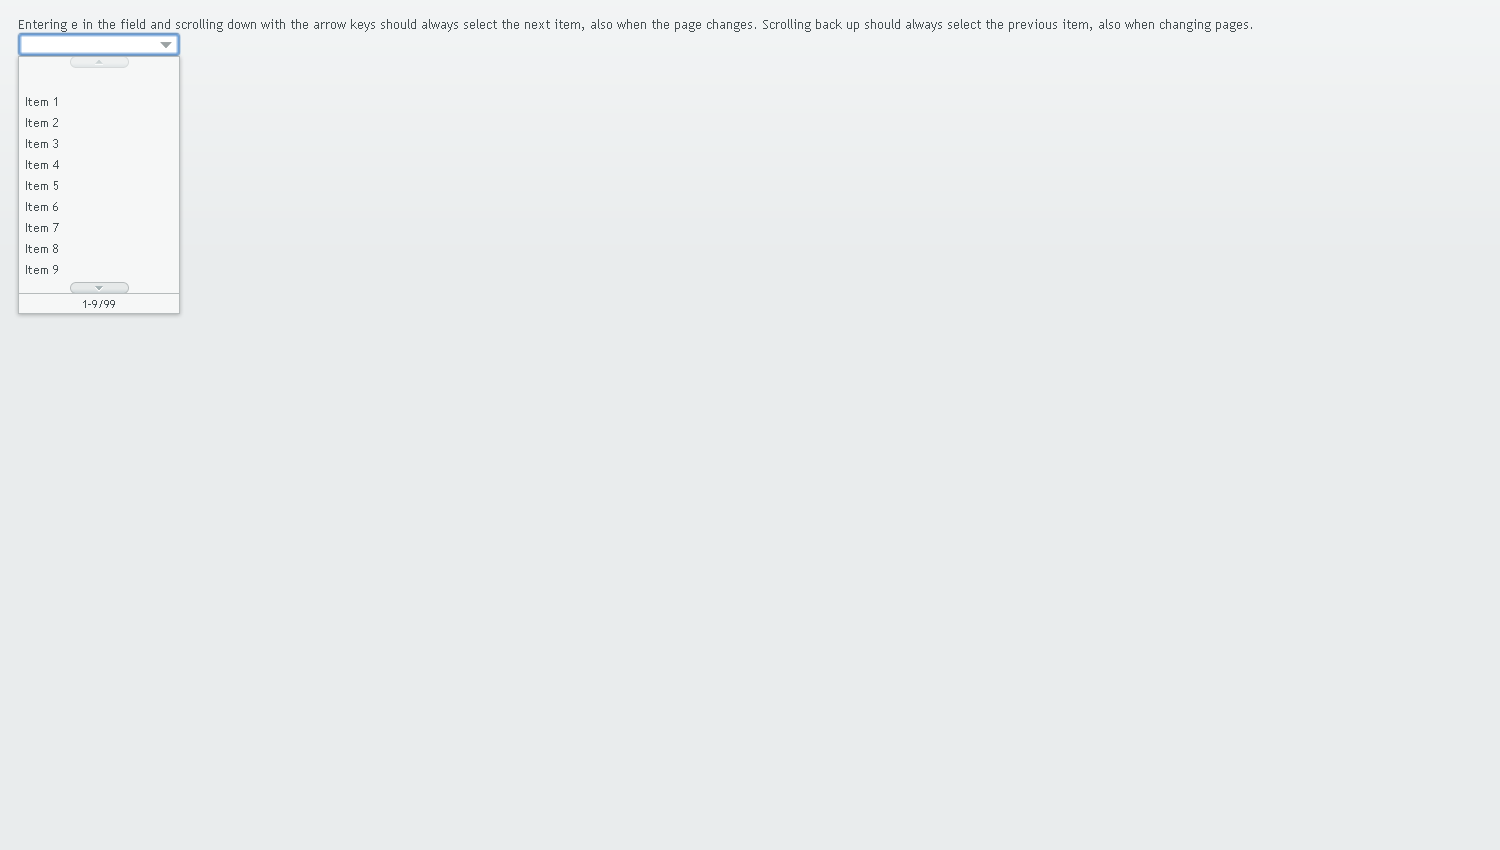 Entering e in the field and scrolling down with the arrow keys should always select the next item, also when the page changes. Scrolling back up should always select the previous item, also when changing pages.
Item 1
Item 2
Item 3
Item 4
Item 5
Item 6
Item 7
Item 8
Item 9
1-9/99